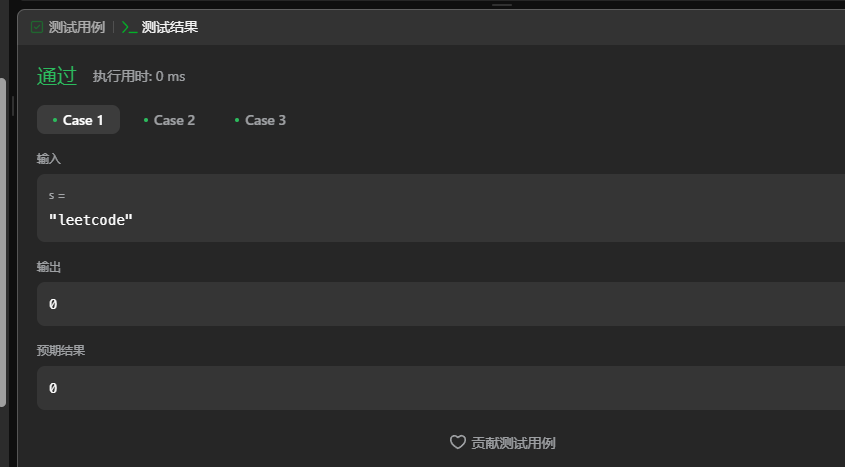 测试用例 | >_ 测试结果
通过 执行用时: 0 ms
Case 1 Case 2 Case 3
输入
s =
"leetcode"
输出
0
预期结果
0
贡献测试用例